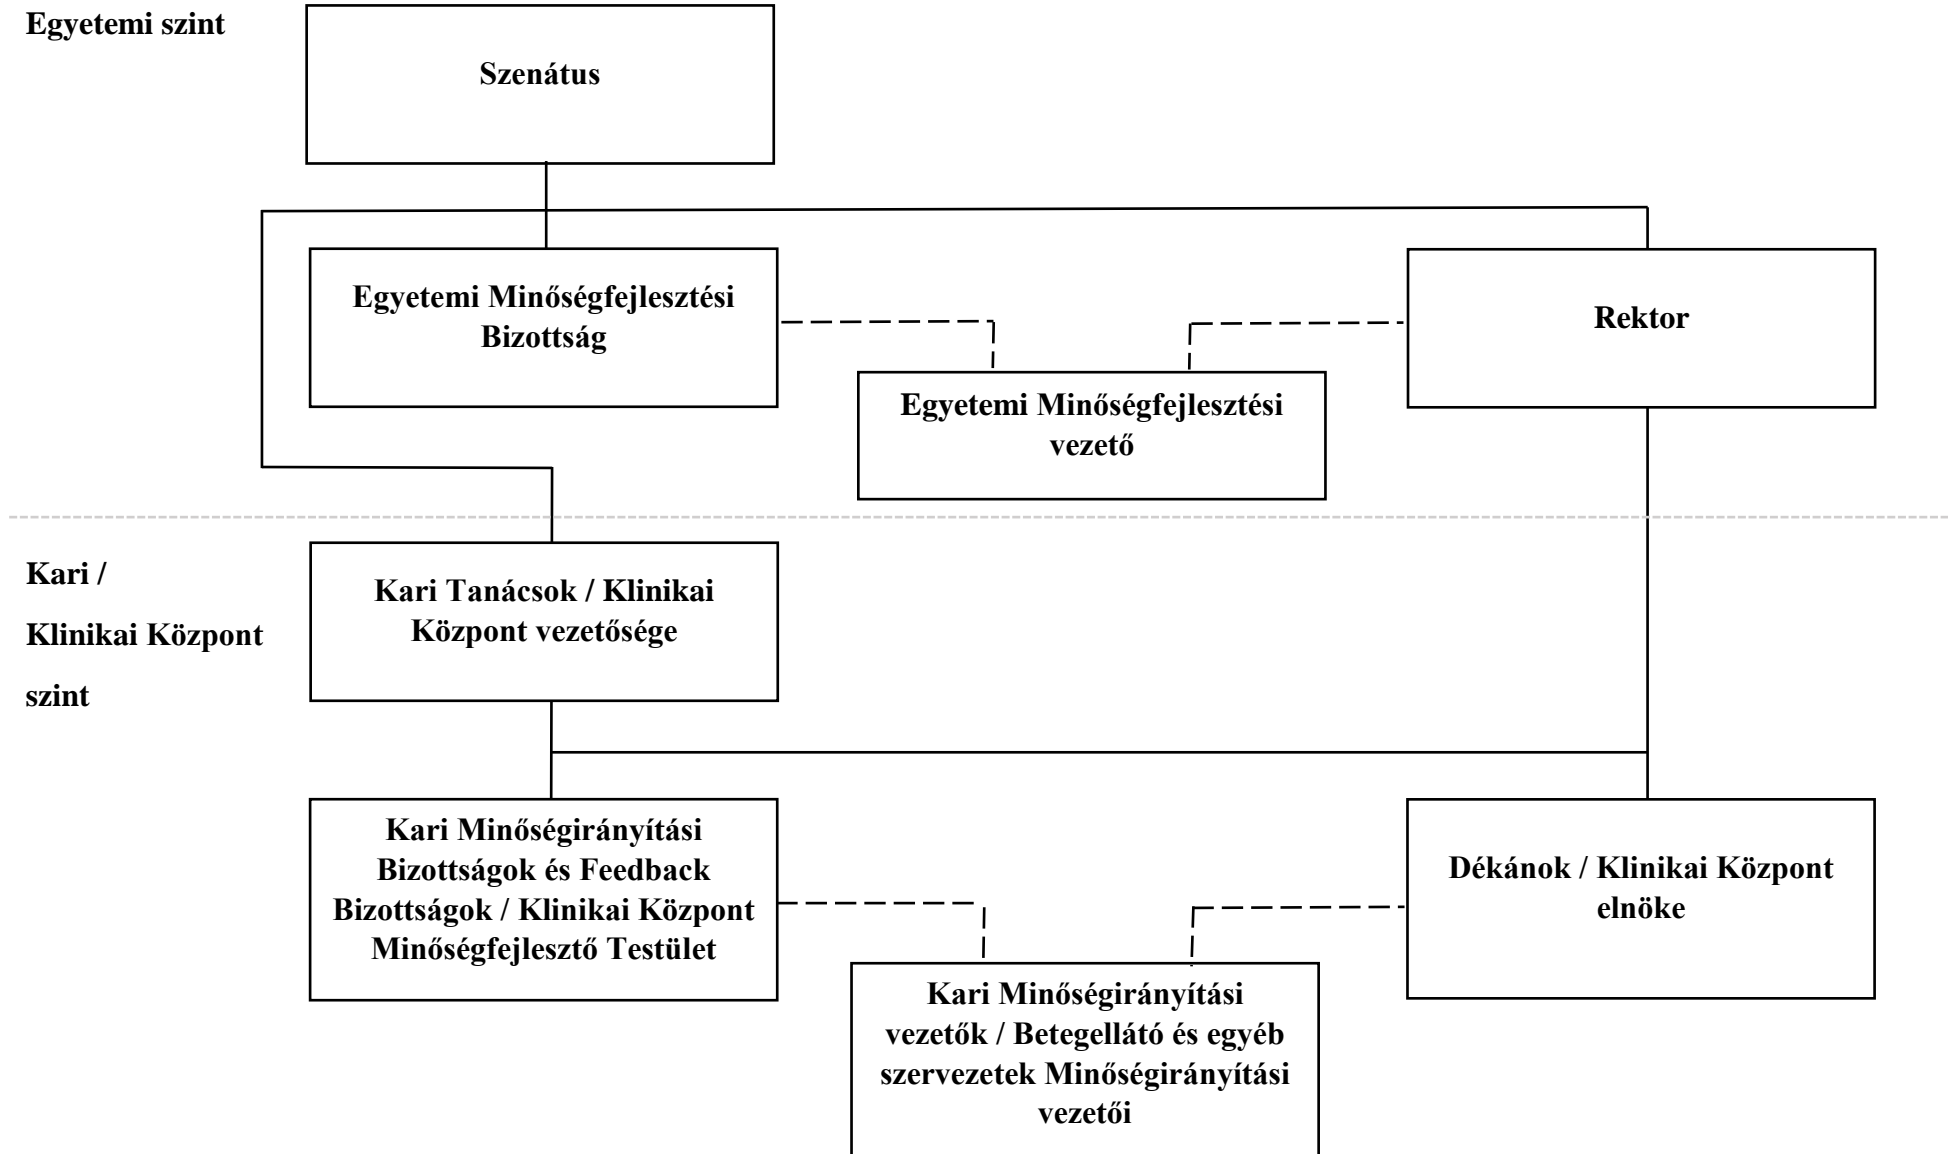 Egyetemi szint
Szenátus
Egyetemi Minőségfejlesztési
Bizottság
Rektor
Egyetemi Minőségfejlesztési
vezető
Kari /
Klinikai Központ
szint
Kari Tanácsok / Klinikai
Központ vezetősége
Kari Minőségirányítási
Bizottságok és Feedback
Bizottságok / Klinikai Központ
Minőségfejlesztő Testület
Dékánok / Klinikai Központ
elnöke
Kari Minőségirányítási
vezetők / Betegellátó és egyéb
szervezetek Minőségirányítási
vezetői